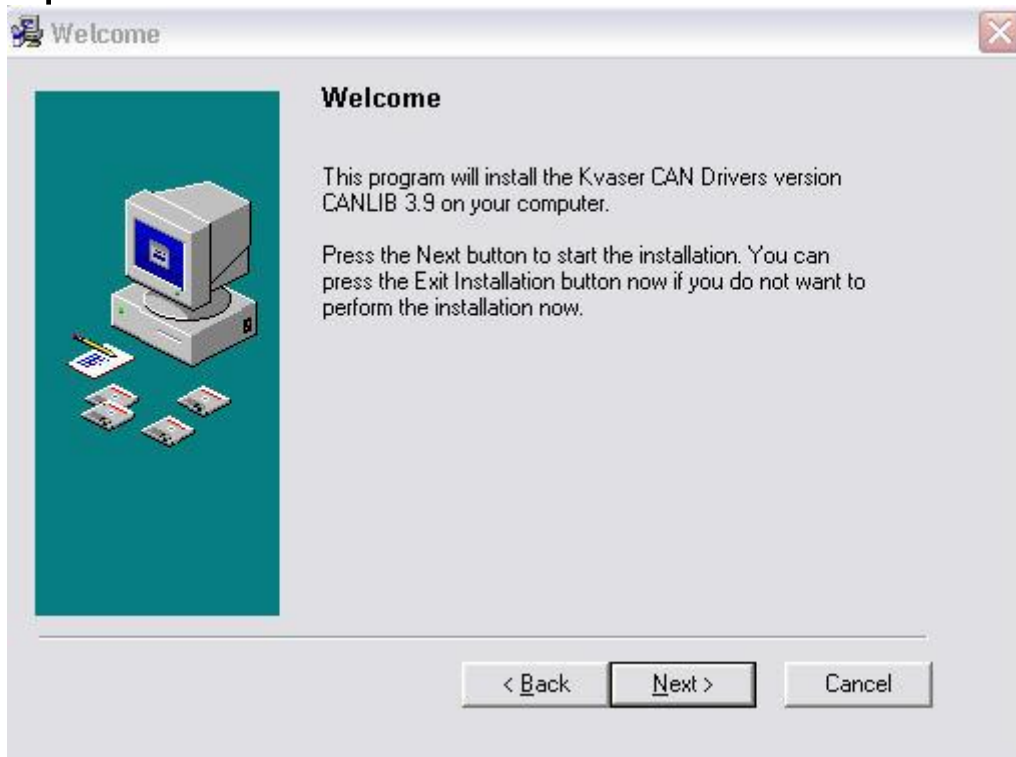 Welcome
Welcome
This program will install the Kvaser CAN Drivers version
CANLIB 3.9 on your computer.
Press the Next button to start the installation. You can
press the Exit Installation button now if you do not want to
perform the installation now.
< Back
Next >
Cancel